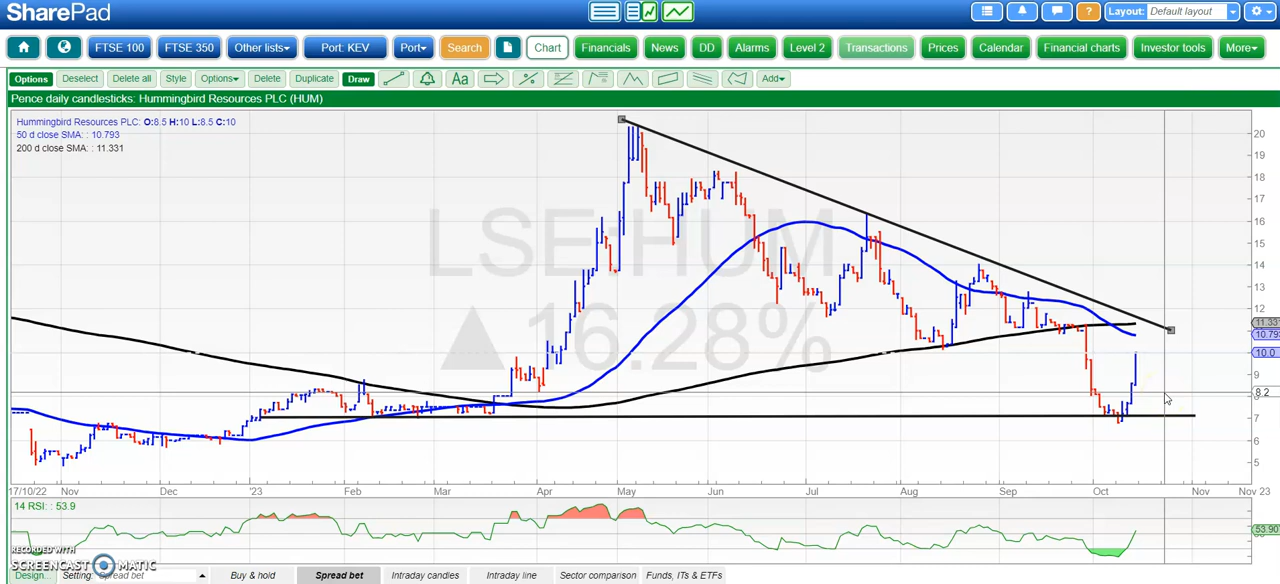 SharePad
Layout: Default layout
FTSE 100 FTSE 350 Other lists Port: KEV Port Search Chart Financials News DD Alarms Level 2 Transactions Prices Calendar Financial charts Investor tools More
Options Deselect Delete all Style Options Delete Duplicate Draw Aa Add
Pence daily candlesticks: Hummingbird Resources PLC (HUM)
Hummingbird Resources PLC: O:8.5 H:10 L:8.5 C:10
50 d close SMA: : 10.793
200 d close SMA: : 11.331
LSE:HUM
▲16.28%
20
19
18
17
16
15
14
13
12
11.33
10.793
10.0
9
8.2
7
6
5
17/10/22 Nov Dec '23 Feb Mar Apr May Jun Jul Aug Sep Oct Nov Nov 23
14 RSI: : 53.9
53.90
RECORDED WITH
SCREENCAST MATIC
Design... Setting: Spread bet Buy & hold Spread bet Intraday candles Intraday line Sector comparison Funds, ITs & ETFs